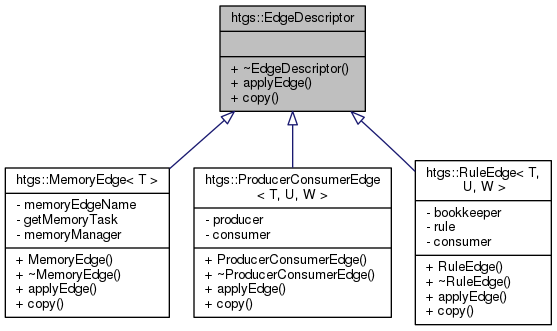 htgs::EdgeDescriptor
+ ~EdgeDescriptor()
+ applyEdge()
+ copy()
htgs::MemoryEdge< T >
- memoryEdgeName
- getMemoryTask
- memoryManager
+ MemoryEdge()
+ ~MemoryEdge()
+ applyEdge()
+ copy()
htgs::ProducerConsumerEdge
< T, U, W >
- producer
- consumer
+ ProducerConsumerEdge()
+ ~ProducerConsumerEdge()
+ applyEdge()
+ copy()
htgs::RuleEdge< T,
U, W >
- bookkeeper
- rule
- consumer
+ RuleEdge()
+ ~RuleEdge()
+ applyEdge()
+ copy()